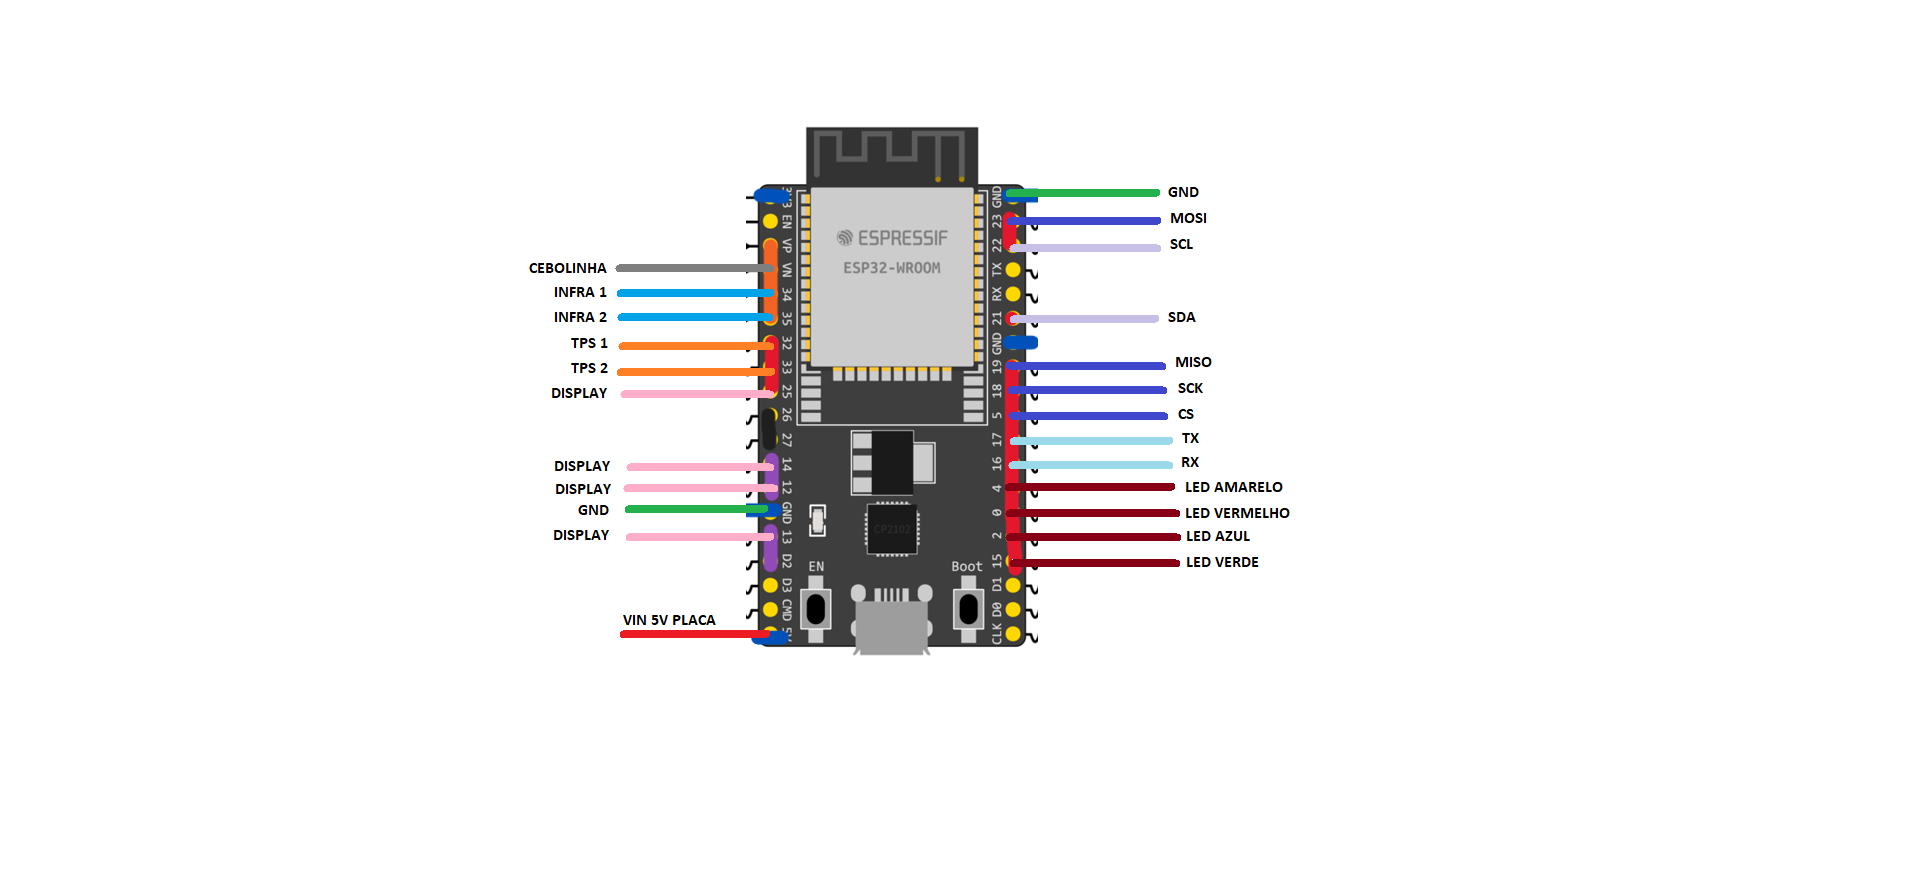 CEBOLINHA
INFRA 1
INFRA 2
TPS 1
TPS 2
DISPLAY
DISPLAY
DISPLAY
GND
DISPLAY
VIN 5V PLACA
EN
VP
VN
34
35
32
33
25
26
27
14
12
GND
13
D2
D3
CMD
ESPRESSIF
ESP32-WROOM
CP2102
EN
Boot
GND
23
22
TX
RX
21
GND
19
18
5
17
16
4
0
2
15
D1
D0
CLK
GND
MOSI
SCL
SDA
MISO
SCK
CS
TX
RX
LED AMARELO
LED VERMELHO
LED AZUL
LED VERDE